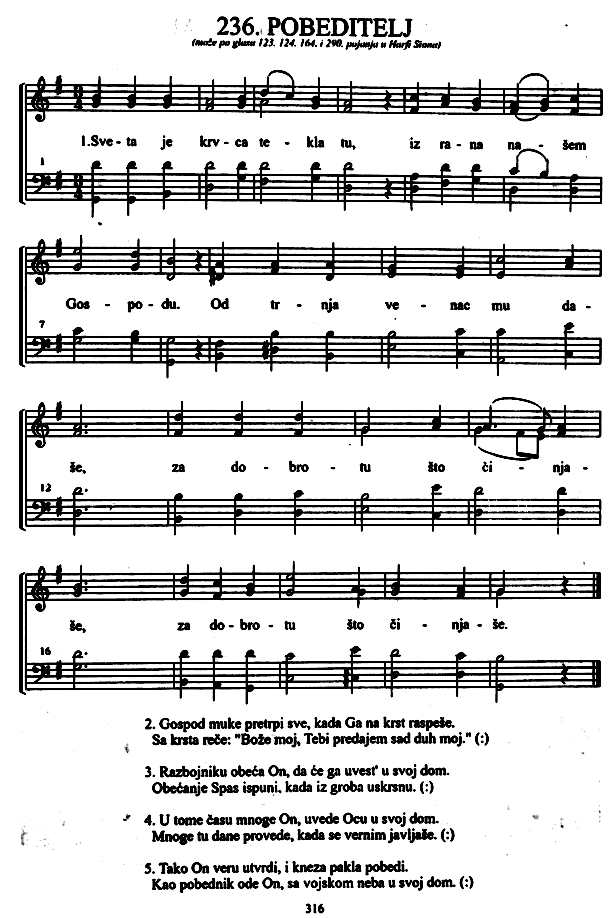 236. POBEDITELJ
(može po glasu 123. 124. 164. i 290. pujanja u Harfi Siona)
1.Sve - ta je krv - ca te - kla tu, iz ra - na na - šem
1
Gos - po - du. Od tr - nja ve - nac mu da -
7
še, za do - bro - tu što či - nja -
12
še, za do - bro - tu što či - nja - še.
16
2. Gospod muke pretrpi sve, kada Ga na krst raspeše.
Sa krsta reče: "Bože moj, Tebi predajem sad duh moj." (:)
3. Razbojniku obeća On, da će ga uvest' u svoj dom.
Obećanje Spas ispuni, kada iz groba uskrsnu. (:)
4. U tome času mnoge On, uvede Ocu u svoj dom.
Mnoge tu dane provede, kada se vernim javljaše. (:)
5. Tako On veru utvrdi, i kneza pakla pobedi.
Kao pobednik ode On, sa vojskom neba u svoj dom. (:)
316